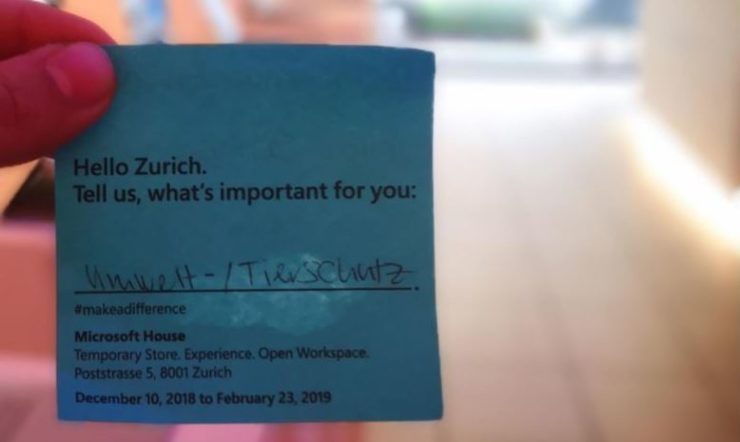 Hello Zurich.
Tell us, what's important for you:
Umwelt-/Tierschutz.
#makeadifference
Microsoft House
Temporary Store. Experience. Open Workspace.
Poststrasse 5, 8001 Zurich
December 10, 2018 to February 23, 2019